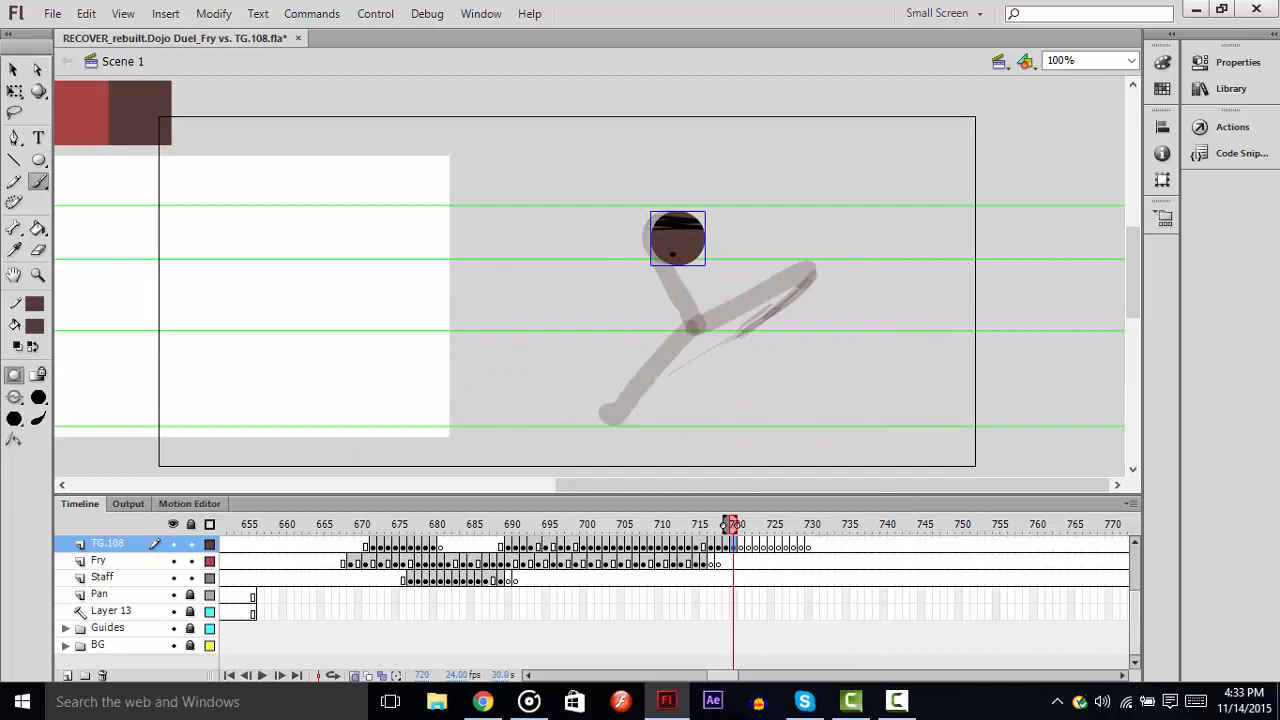 Fl File Edit View Insert Modify Text Commands Control Debug Window Help Small Screen
RECOVER_rebuilt.Dojo Duel_Fry vs. TG.108.fla* ×
Scene 1 100%
Properties
Library
Actions
Code Snip...
Timeline Output Motion Editor
655 660 665 670 675 680 685 690 695 700 705 710 715 720 725 730 735 740 745 750 755 760 765 770
TG.108
Fry
Staff
Pan
Layer 13
Guides
BG
720 24.00 fps 30.0 s
Search the web and Windows
Fl Ae
4:33 PM
11/14/2015